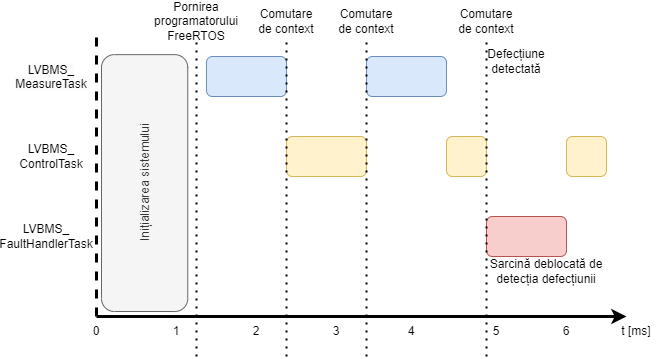 Pornirea
programatorului
FreeRTOS
Comutare
de context
Comutare
de context
Comutare
de context
Defecțiune
detectată
LVBMS_
MeasureTask
Inițializarea sistemului
LVBMS_
ControlTask
LVBMS_
FaultHandlerTask
Sarcină deblocată de
detecția defecțiunii
0 1 2 3 4 5 6 t [ms]